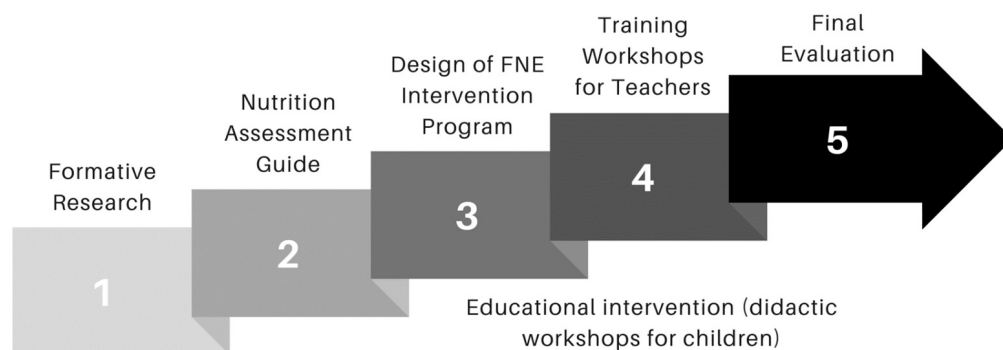 Formative
Research
1
Nutrition
Assessment
Guide
2
Design of FNE
Intervention
Program
3
Training
Workshops
for Teachers
4
Final
Evaluation
5
Educational intervention (didactic
workshops for children)